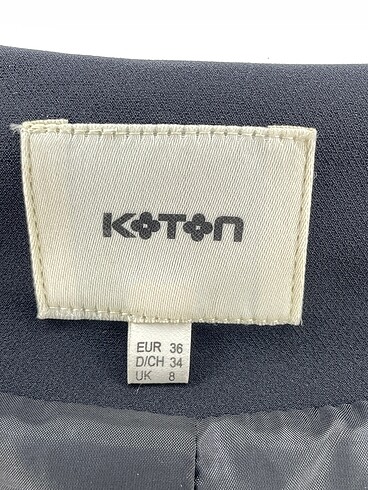 KOTON
EUR 36
D/CH 34
UK 8